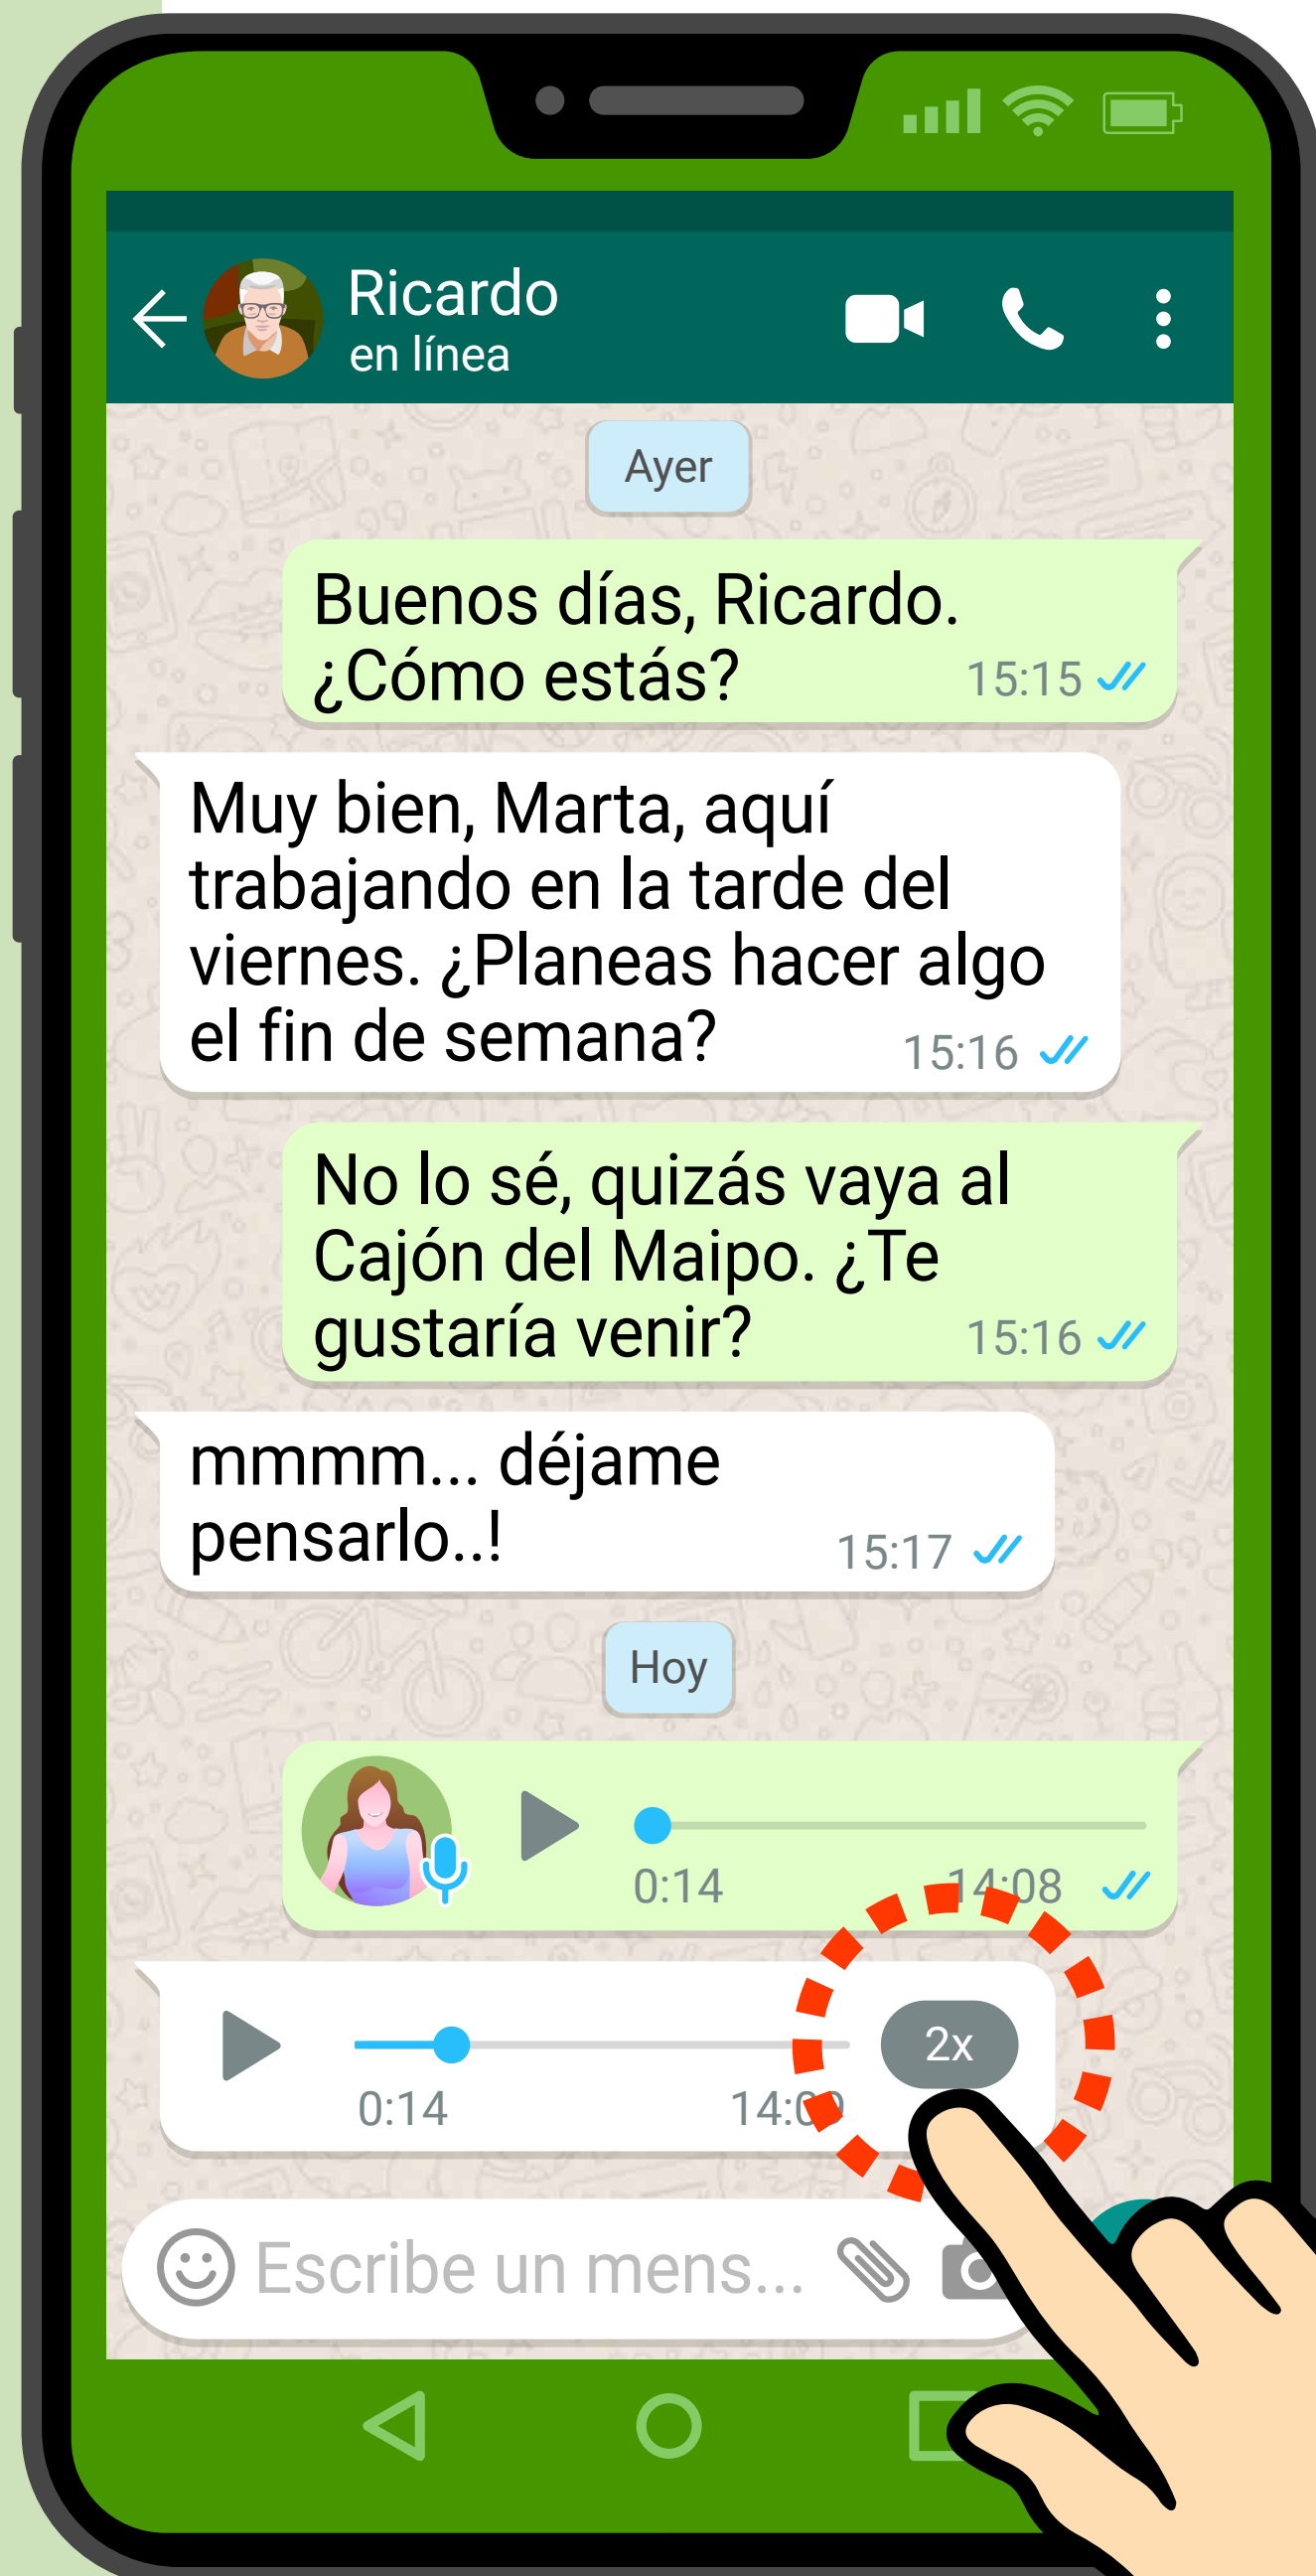 Ricardo
en línea
Ayer
Buenos días, Ricardo.
¿Cómo estás?
15:15
Muy bien, Marta, aquí
trabajando en la tarde del
viernes. ¿Planeas hacer algo
el fin de semana?
15:16
No lo sé, quizás vaya al
Cajón del Maipo. ¿Te
gustaría venir?
15:16
mmmm... déjame
pensarlo..!
15:17
Hoy
0:14 14:08
2x
0:14 14:09
Escribe un mens...